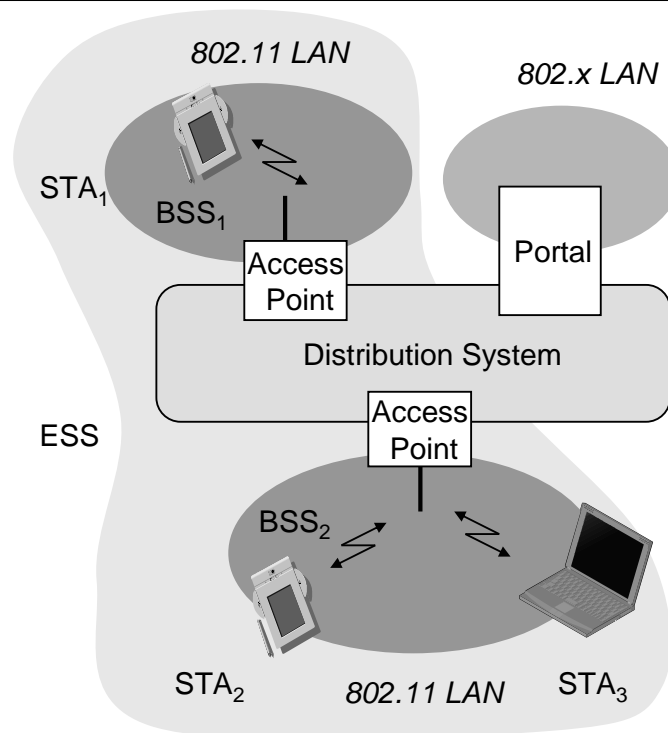 802.11 LAN
802.x LAN
STA₁
BSS₁
Access
Point
Portal
Distribution System
Access
Point
ESS
BSS₂
STA₂
802.11 LAN
STA₃